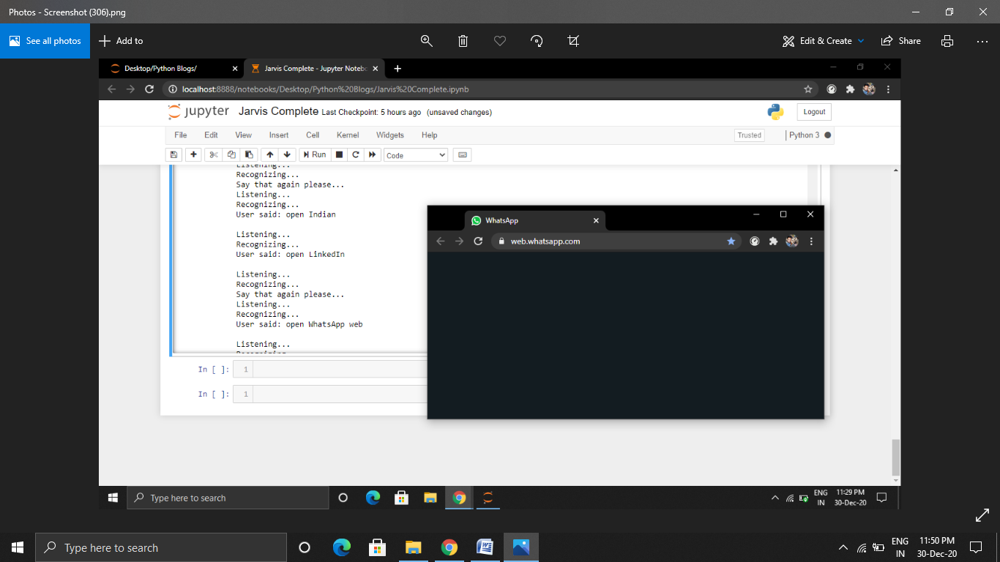 Photos - Screenshot (306).png
See all photos
Add to
Edit & Create
Share
Desktop/Python Blogs/
Jarvis Complete - Jupyter Notebo
localhost:8888/notebooks/Desktop/Python%20Blogs/Jarvis%20Complete.ipynb
jupyter Jarvis Complete Last Checkpoint: 5 hours ago (unsaved changes)
Logout
File Edit View Insert Cell Kernel Widgets Help
Trusted
Python 3
Run
Code
Listening...
Recognizing...
Say that again please...
Listening...
Recognizing...
User said: open Indian
Listening...
Recognizing...
User said: open LinkedIn
Listening...
Recognizing...
Say that again please...
Listening...
Recognizing...
User said: open WhatsApp web
Listening...
Recognizing...
In [ ]: 1
In [ ]: 1
WhatsApp
web.whatsapp.com
Type here to search
ENG
IN
11:29 PM
30-Dec-20
Type here to search
ENG
IN
11:50 PM
30-Dec-20